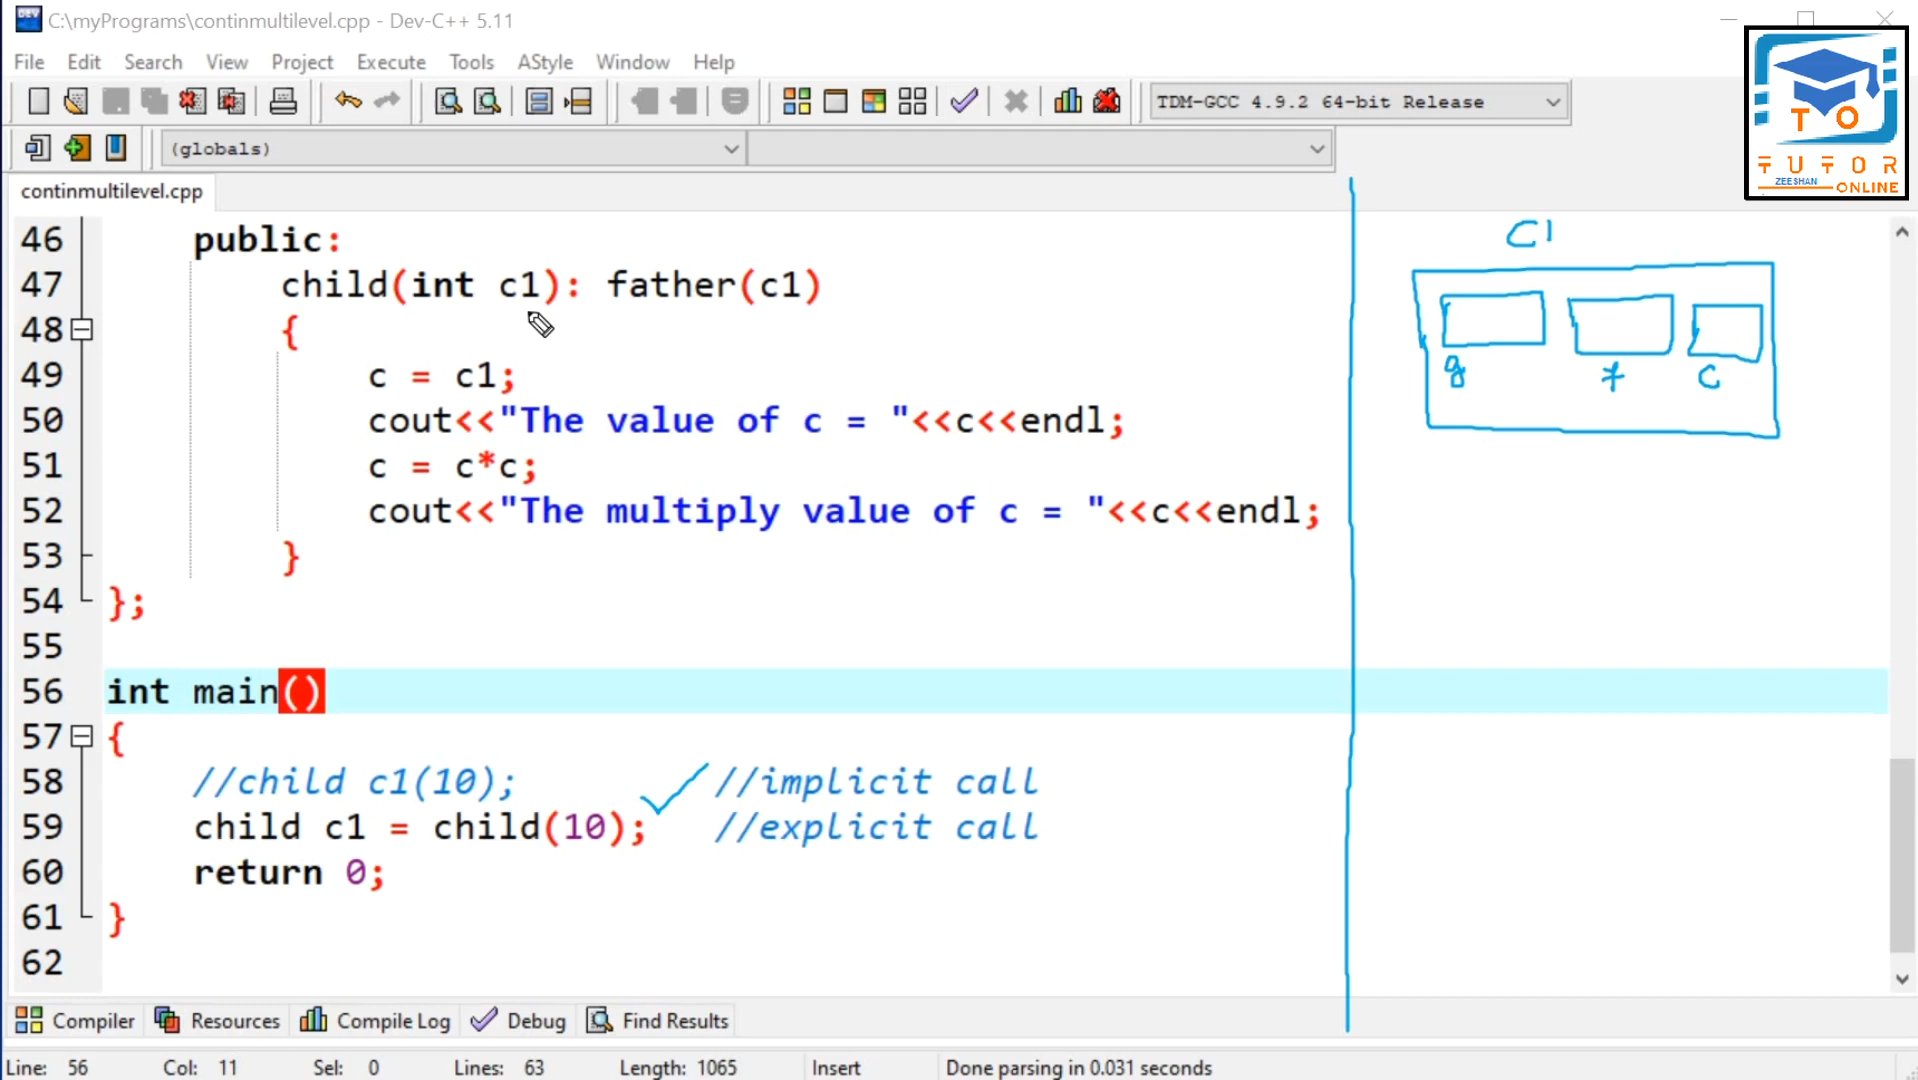 C:\myPrograms\continmultilevel.cpp - Dev-C++ 5.11
File Edit Search View Project Execute Tools AStyle Window Help
TDM-GCC 4.9.2 64-bit Release
(globals)
T O
TUTOR
ZEESHAN ONLINE
continmultilevel.cpp
46 public:
47 child(int c1): father(c1)
48 {
49 c = c1;
50 cout<<"The value of c = "<<c<<endl;
51 c = c*c;
52 cout<<"The multiply value of c = "<<c<<endl;
53 }
54 };
55
56 int main()
57 {
58 //child c1(10); //implicit call
59 child c1 = child(10); //explicit call
60 return 0;
61 }
62
C1
g f c
Compiler Resources Compile Log Debug Find Results
Line: 56 Col: 11 Sel: 0 Lines: 63 Length: 1065 Insert Done parsing in 0.031 seconds